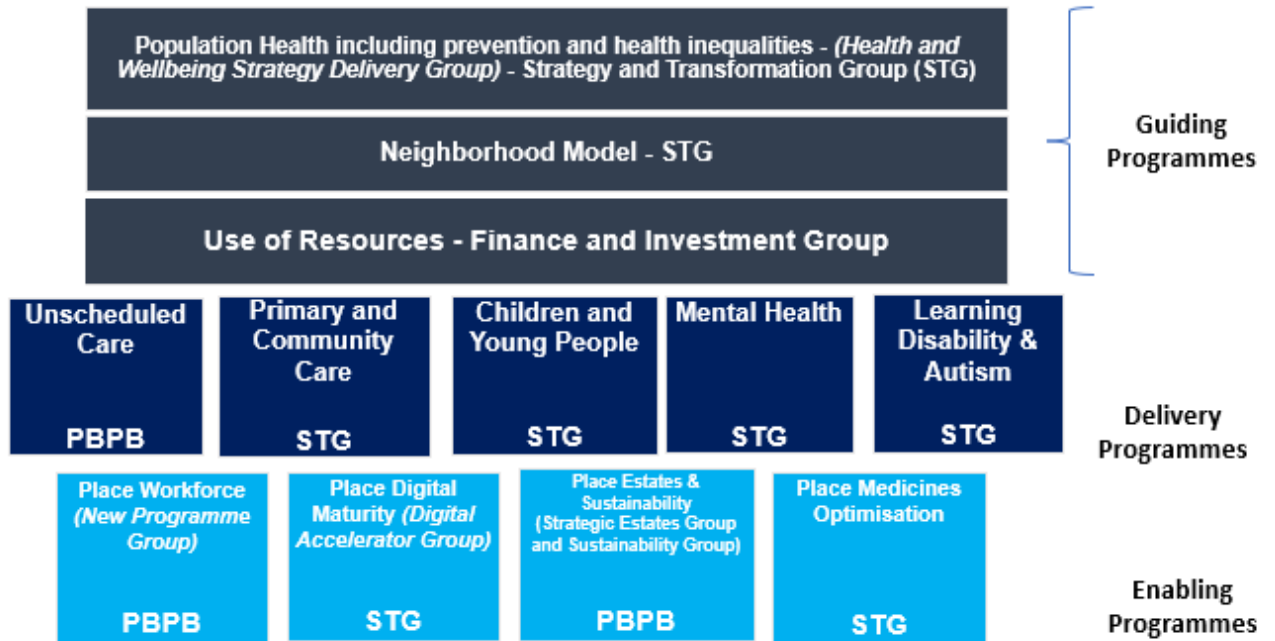 Population Health including prevention and health inequalities - (Health and
Wellbeing Strategy Delivery Group) - Strategy and Transformation Group (STG)
Neighborhood Model - STG
Use of Resources - Finance and Investment Group
Guiding
Programmes
Unscheduled
Care
PBPB
Primary and
Community
Care
STG
Children and
Young People
STG
Mental Health
STG
Learning
Disability &
Autism
STG
Delivery
Programmes
Place Workforce
(New Programme
Group)
PBPB
Place Digital
Maturity (Digital
Accelerator Group)
STG
Place Estates &
Sustainability
(Strategic Estates Group
and Sustainability Group)
PBPB
Place Medicines
Optimisation
STG
Enabling
Programmes